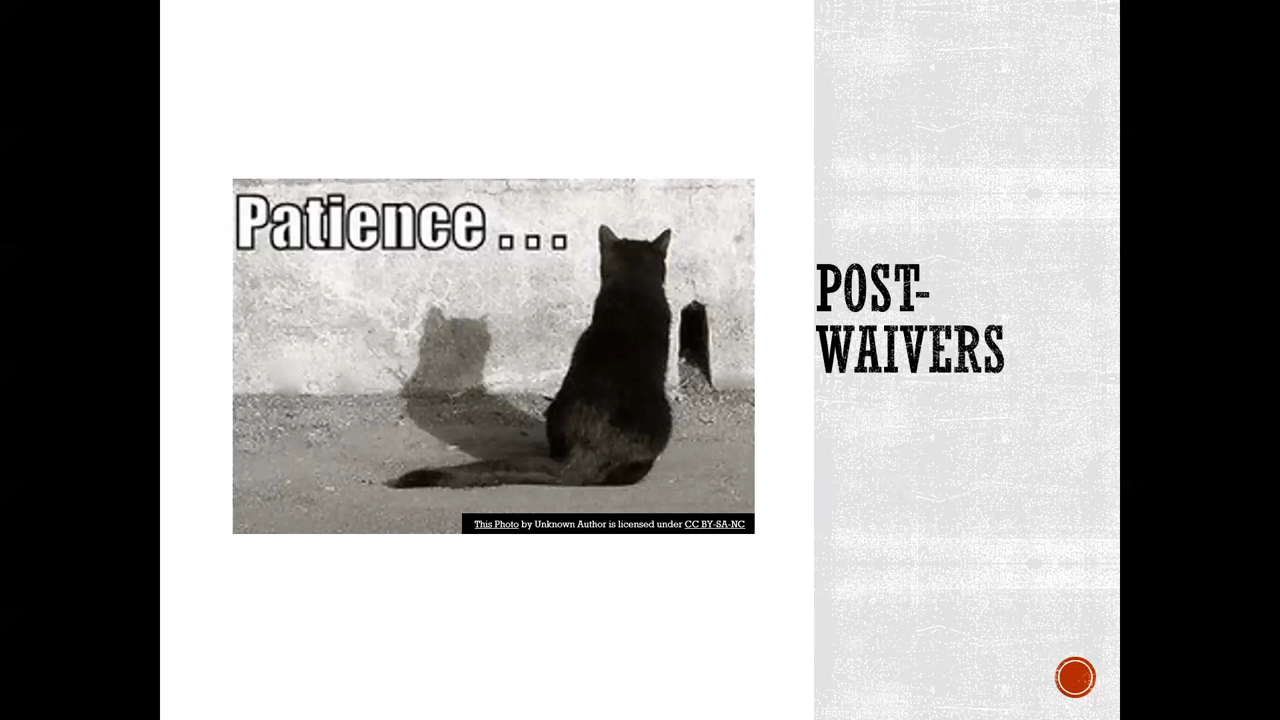 Patience . . .
This Photo by Unknown Author is licensed under CC BY-SA-NC
POST-
WAIVERS